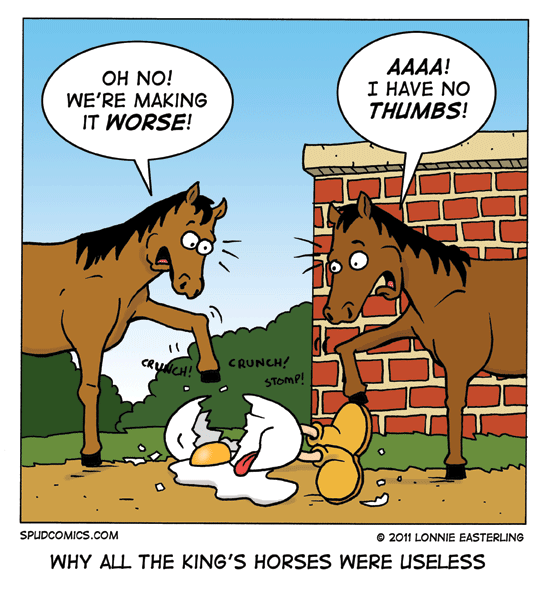 OH NO!
WE'RE MAKING
IT WORSE!
AAAA!
I HAVE NO
THUMBS!
CRUNCH!
CRUNCH!
STOMP!
SPUDCOMICS.COM
© 2011 LONNIE EASTERLING
WHY ALL THE KING'S HORSES WERE USELESS